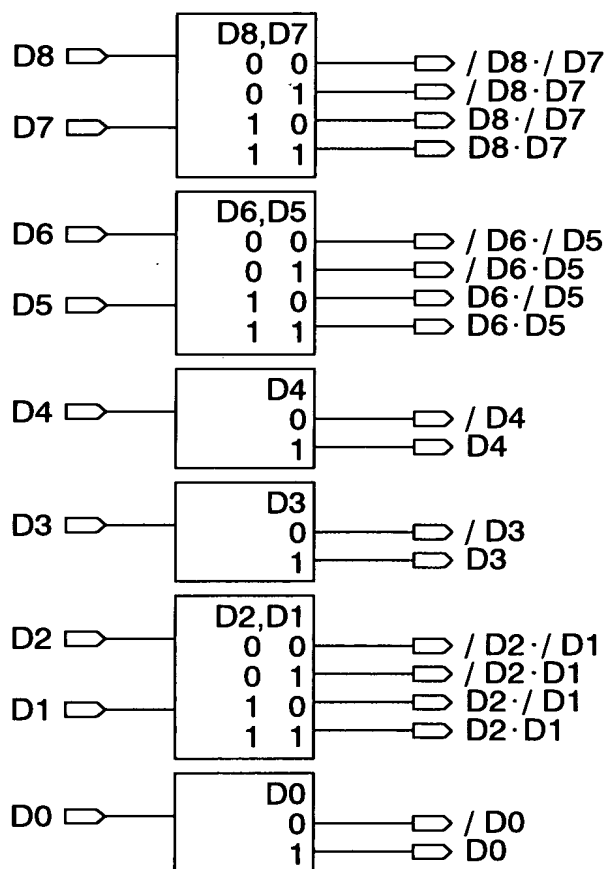 D8,D7
D8
0 0 / D8·/ D7
0 1 / D8·D7
D7
1 0 D8·/ D7
1 1 D8·D7
D6,D5
D6
0 0 / D6·/ D5
0 1 / D6·D5
D5
1 0 D6·/ D5
1 1 D6·D5
D4
D4
0 / D4
1 D4
D3
D3
0 / D3
1 D3
D2,D1
D2
0 0 / D2·/ D1
0 1 / D2·D1
D1
1 0 D2·/ D1
1 1 D2·D1
D0
D0
0 / D0
1 D0